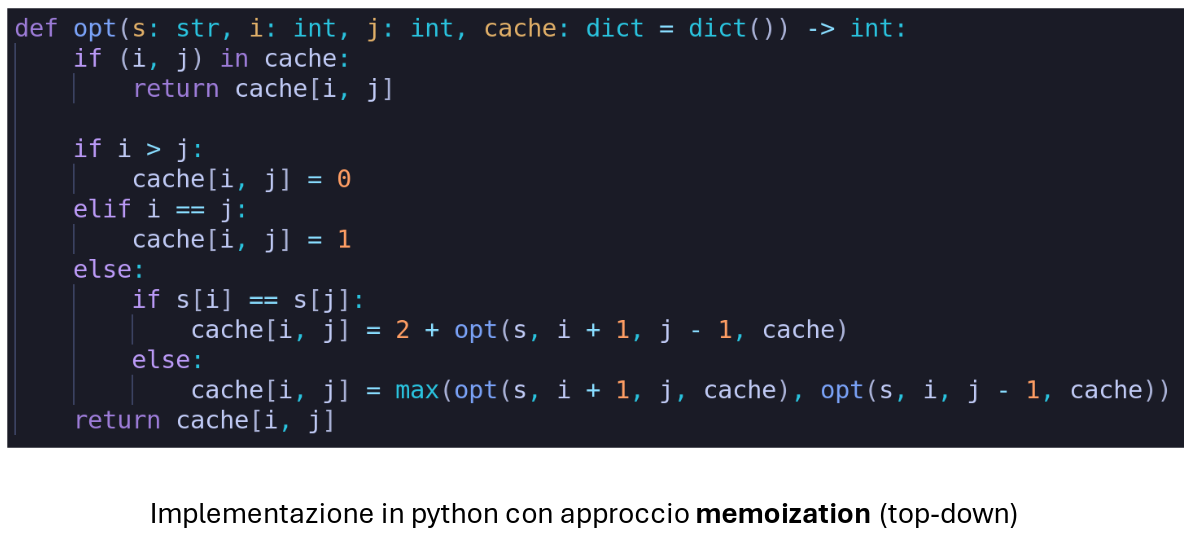 def opt(s: str, i: int, j: int, cache: dict = dict()) -> int:
    if (i, j) in cache:
        return cache[i, j]

    if i > j:
        cache[i, j] = 0
    elif i == j:
        cache[i, j] = 1
    else:
        if s[i] == s[j]:
            cache[i, j] = 2 + opt(s, i + 1, j - 1, cache)
        else:
            cache[i, j] = max(opt(s, i + 1, j, cache), opt(s, i, j - 1, cache))
    return cache[i, j]

Implementazione in python con approccio memoization (top-down)